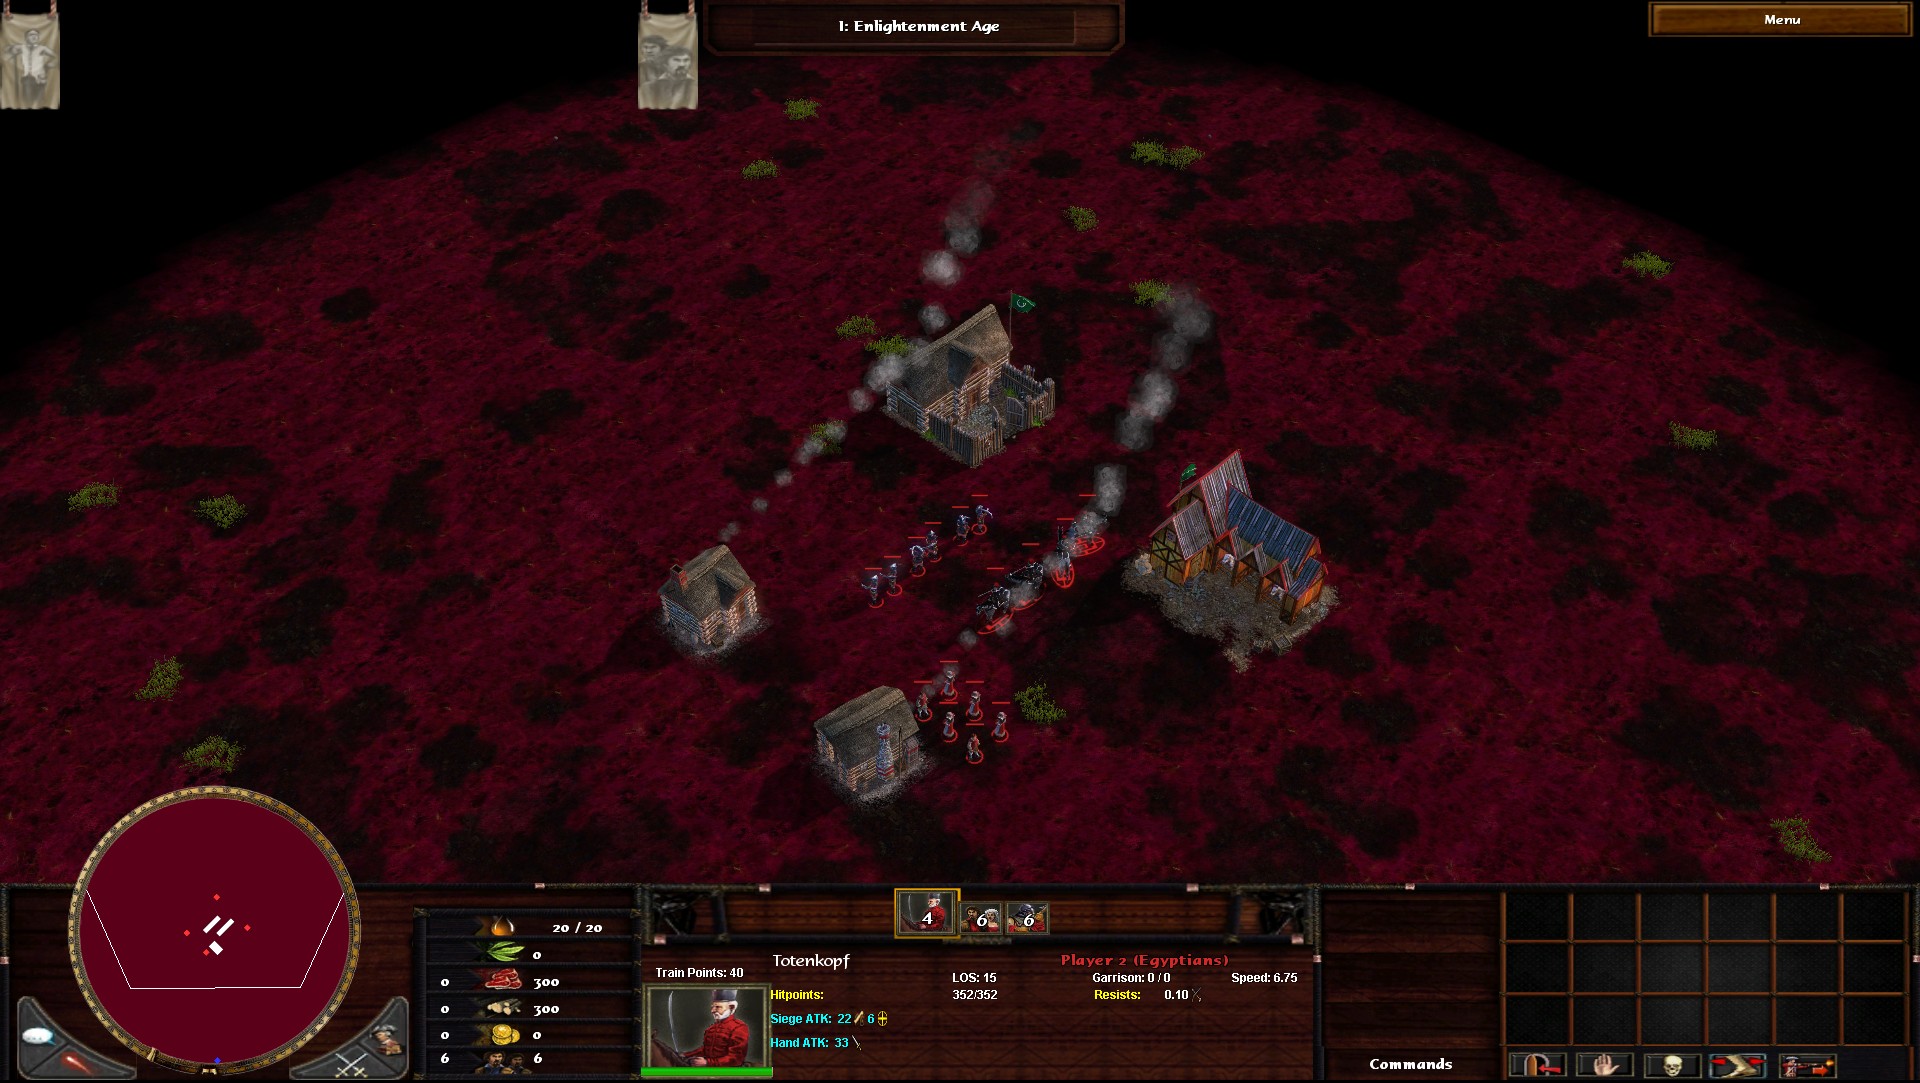 1: Enlightenment Age
Menu
20 / 20
0
0 300
0 300
0 0
6 6
4 6 6
Totenkopf
Player 2 (Egyptians)
Train Points: 40
LOS: 15
Garrison: 0 / 0
Speed: 6.75
Hitpoints: 352/352
Resists: 0.10
Siege ATK: 22 6
Hand ATK: 33
Commands